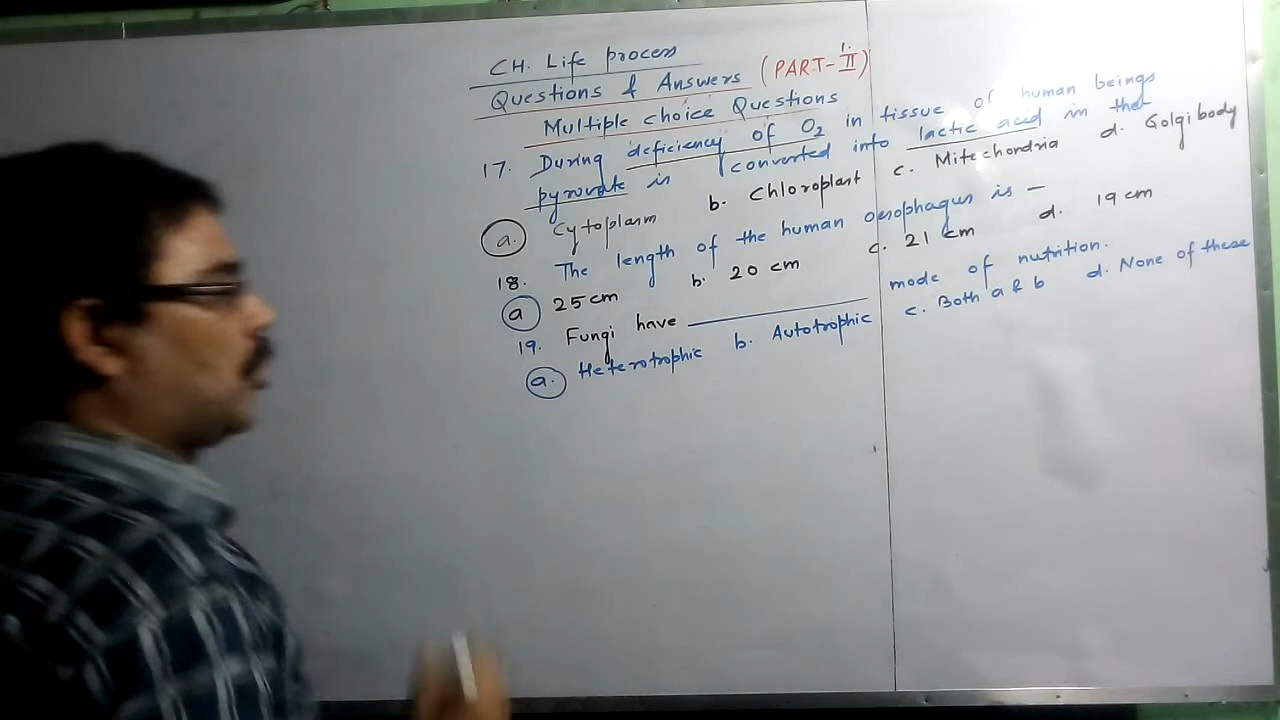 CH. Life process
Questions & Answers (PART-II)
Multiple choice Questions
17. During deficiency of O2 in tissue of human beings
pyruvate is converted into lactic acid in the-
a. Cytoplasm b. Chloroplast c. Mitochondria d. Golgi body
18. The length of the human oesophagus is -
a 25 cm b. 20 cm c. 21 cm d. 19 cm
19. Fungi have ________ mode of nutrition.
a. Heterotrophic b. Autotrophic c. Both a & b d. None of these